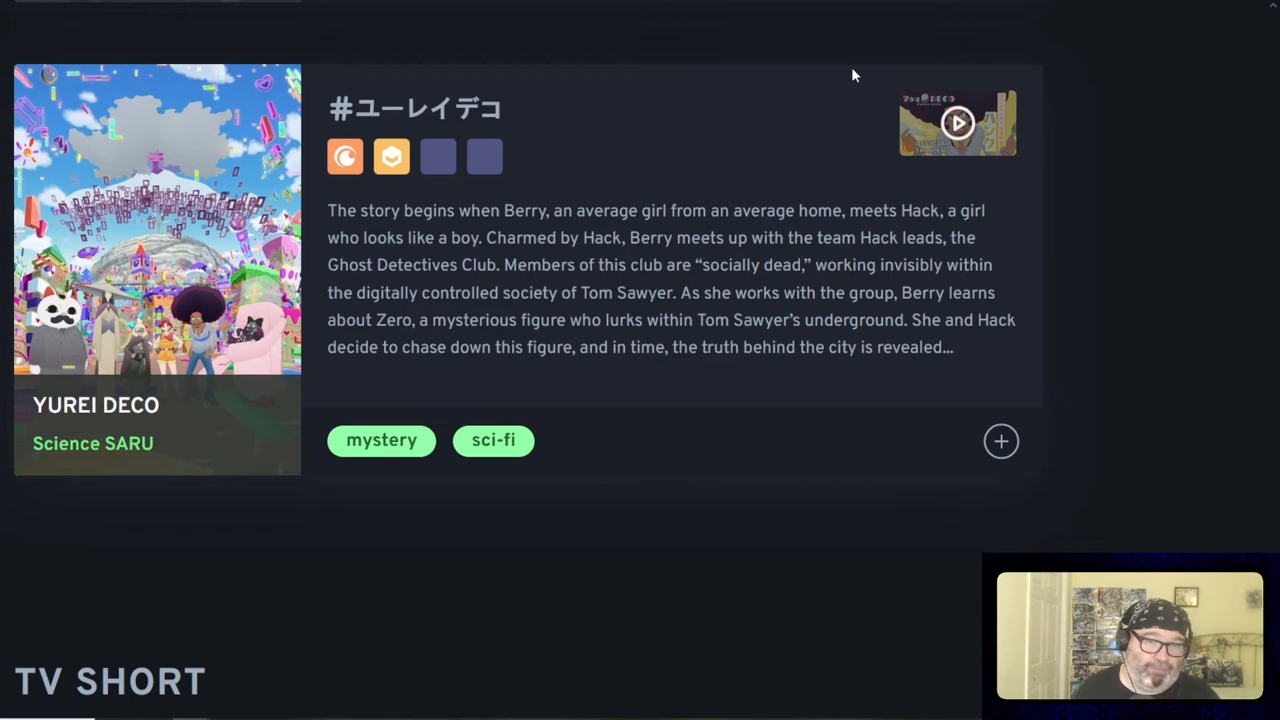 #ユーレイデコ
The story begins when Berry, an average girl from an average home, meets Hack, a girl
who looks like a boy. Charmed by Hack, Berry meets up with the team Hack leads, the
Ghost Detectives Club. Members of this club are “socially dead,” working invisibly within
the digitally controlled society of Tom Sawyer. As she works with the group, Berry learns
about Zero, a mysterious figure who lurks within Tom Sawyer’s underground. She and Hack
decide to chase down this figure, and in time, the truth behind the city is revealed...
YUREI DECO
Science SARU
mystery
sci-fi
TV SHORT